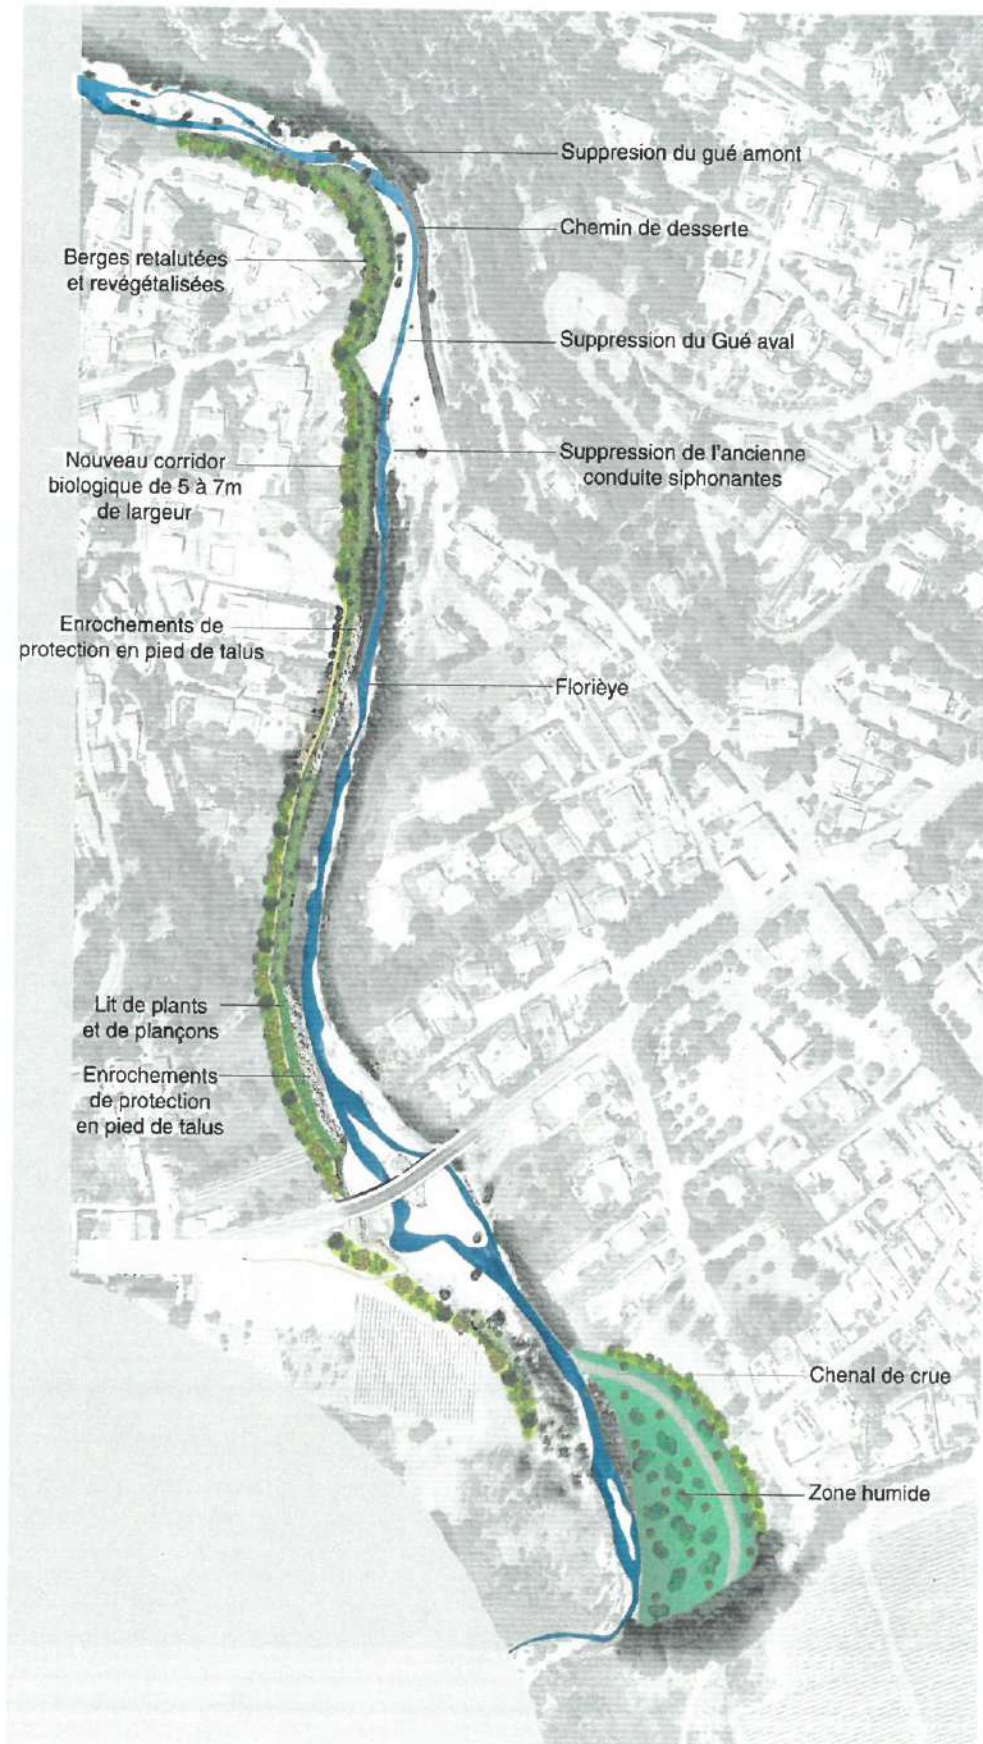 Suppresion du gué amont
Chemin de desserte
Berges retalutées
et revégétalisées
Suppression du Gué aval
Nouveau corridor
biologique de 5 à 7m
de largeur
Suppression de l'ancienne
conduite siphonantes
Enrochements de
protection en pied de talus
Florièye
Lit de plants
et de plançons
Enrochements
de protection
en pied de talus
Chenal de crue
Zone humide